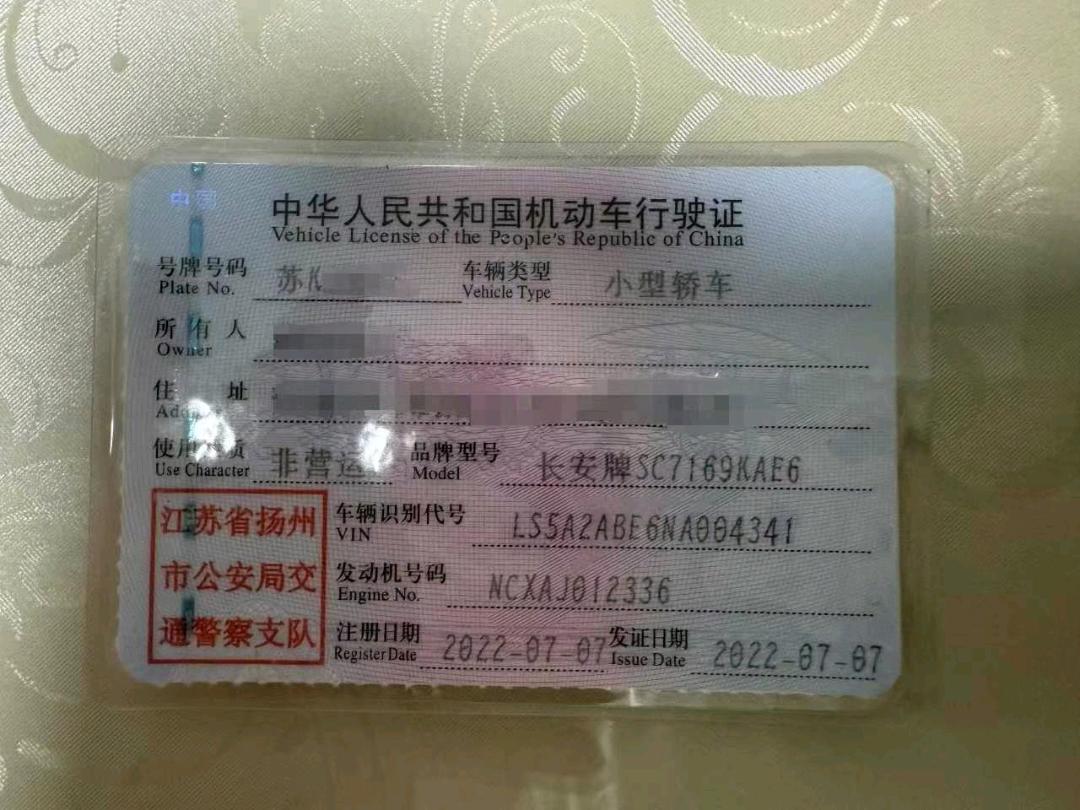 中国
中华人民共和国机动车行驶证
Vehicle License of the People's Republic of China
号牌号码 苏 车辆类型 小型轿车
Plate No. Vehicle Type
所有人
Owner
住址
使用 质 非营运 品牌型号 长安牌SC7169KAE6
Use Character Model
江苏省扬州
市公安局交
通警察支队
车辆识别代号 LS5A2ABE6NA004341
VIN
发动机号码 NCXAJ012336
Engine No.
注册日期 2022-07-07 发证日期 2022-07-07
Register Date Issue Date